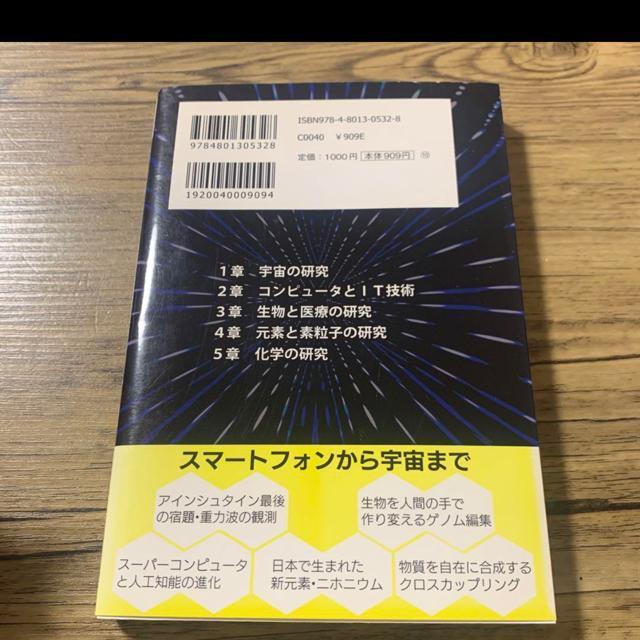 ISBN978-4-8013-0532-8
C0040 ￥909E
定価：1000円 本体909円 ⑩
9784801305328
1920040009094
1章 宇宙の研究
2章 コンピュータとIT技術
3章 生物と医療の研究
4章 元素と素粒子の研究
5章 化学の研究
スマートフォンから宇宙まで
アインシュタイン最後
の宿題・重力波の観測
生物を人間の手で
作り変えるゲノム編集
スーパーコンピュータ
と人工知能の進化
日本で生まれた
新元素・ニホニウム
物質を自在に合成する
クロスカップリング